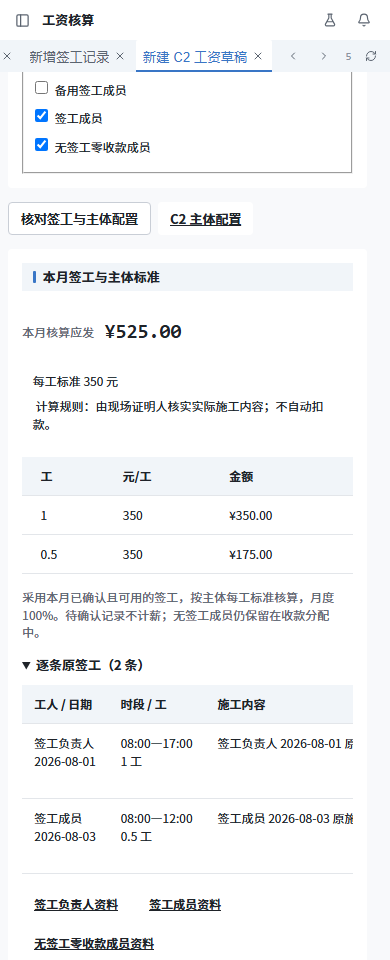 工资核算
新增签工记录
新建 C2 工资草稿
5
备用签工成员
签工成员
无签工零收款成员
核对签工与主体配置
C2 主体配置
本月签工与主体标准
本月核算应发 ¥525.00
每工标准 350 元
计算规则：由现场证明人核实实际施工内容；不自动扣
款。
工 元/工 金额
1 350 ¥350.00
0.5 350 ¥175.00
采用本月已确认且可用的签工，按主体每工标准核算，月度
100%。待确认记录不计薪；无签工成员仍保留在收款分配
中。
▼ 逐条原签工（2 条）
工人 / 日期 时段 / 工 施工内容
签工负责人 08:00—17:00 签工负责人 2026-08-01 原
2026-08-01 1 工
签工成员 08:00—12:00 签工成员 2026-08-03 原施
2026-08-03 0.5 工
签工负责人资料 签工成员资料
无签工零收款成员资料